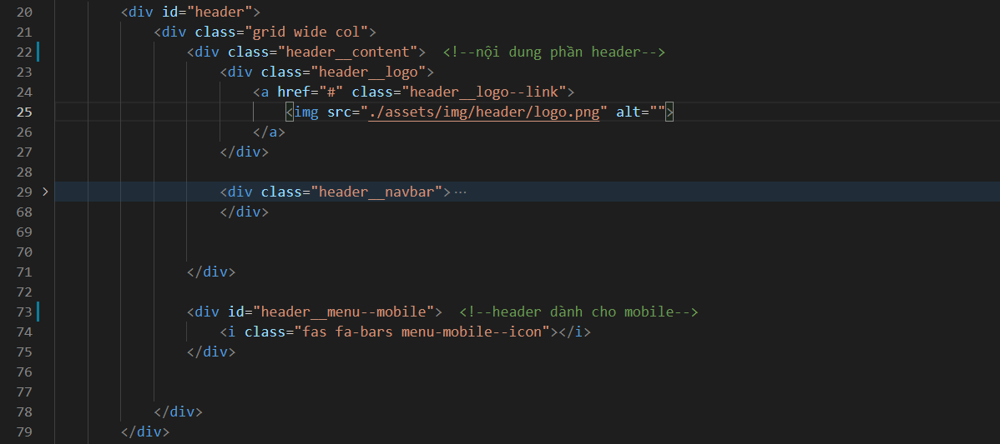 20 <div id="header">
21 <div class="grid wide col">
22 <div class="header__content"> <!--nội dung phần header-->
23 <div class="header__logo">
24 <a href="#" class="header__logo--link">
25 <img src="./assets/img/header/logo.png" alt="">
26 </a>
27 </div>
28
29 <div class="header__navbar">···
68 </div>
69
70
71 </div>
72
73 <div id="header__menu--mobile"> <!--header dành cho mobile-->
74 <i class="fas fa-bars menu-mobile--icon"></i>
75 </div>
76
77
78 </div>
79 </div>